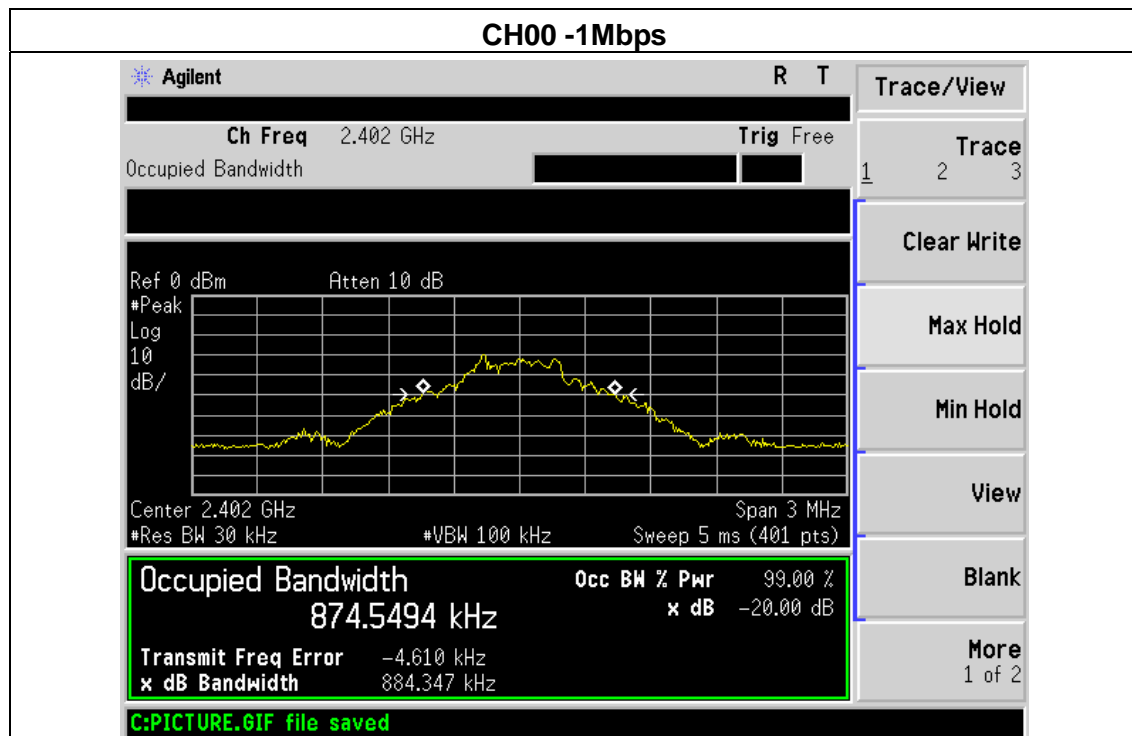 CH00 -1Mbps
Agilent
R T
Trace/View
Ch Freq 2.402 GHz
Trig Free
Occupied Bandwidth
Trace
1 2 3
Clear Write
Ref 0 dBm
Atten 10 dB
#Peak
Log
10
dB/
Max Hold
Min Hold
View
Center 2.402 GHz
Span 3 MHz
#Res BW 30 kHz
#VBW 100 kHz
Sweep 5 ms (401 pts)
Occupied Bandwidth
874.5494 kHz
Occ BW % Pwr 99.00 %
x dB -20.00 dB
Blank
Transmit Freq Error -4.610 kHz
x dB Bandwidth 884.347 kHz
More
1 of 2
C:PICTURE.GIF file saved